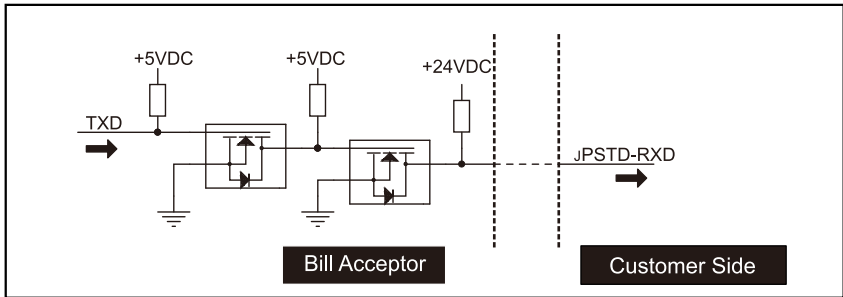 +5VDC
+5VDC
+24VDC
TXD
JPSTD-RXD
Bill Acceptor
Customer Side